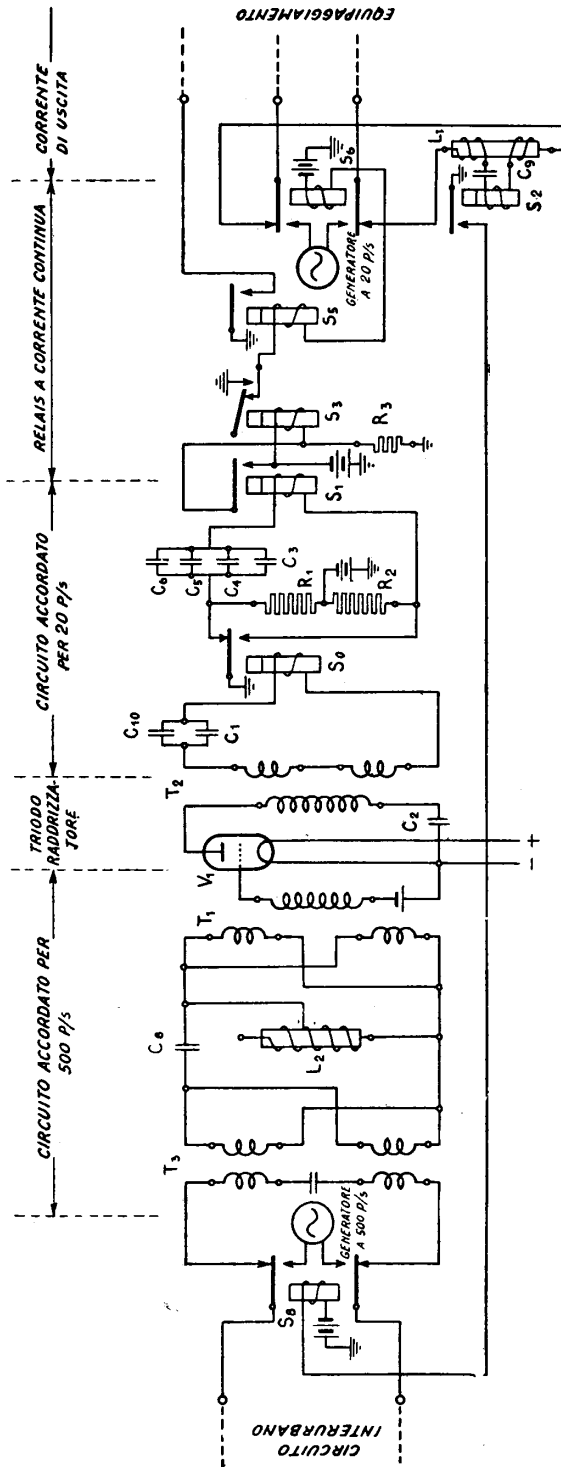 CIRCUITO ACCORDATO PER
500 P/S
TRIODO
RADDRIZZA-
TORE
CIRCUITO ACCORDATO
PER 20 P/S
RELAIS A CORRENTE CONTINUA
CORRENTE
DI USCITA
CIRCUITO
INTERURBANO
S8
GENERATORE
A 500 P/S
T3
C8
L2
T1
V1
T2
C2
-
+
C10
C1
S0
C6
C5
C4
C3
R1
R2
S1
S3
R3
S5
GENERATORE
A 20 P/S
S6
L1
C9
S2
EQUIPAGGIAMENTO